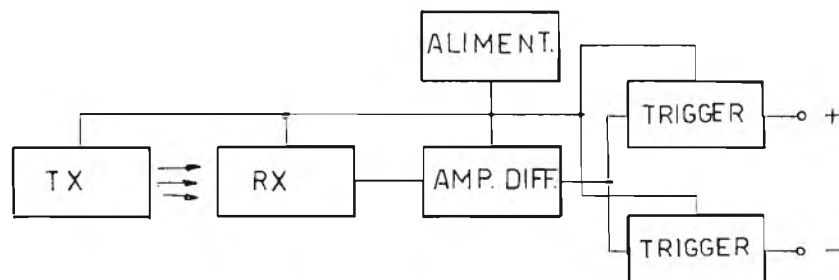 ALIMENT.
TRIGGER
+
TX
RX
AMP. DIFF.
TRIGGER
−